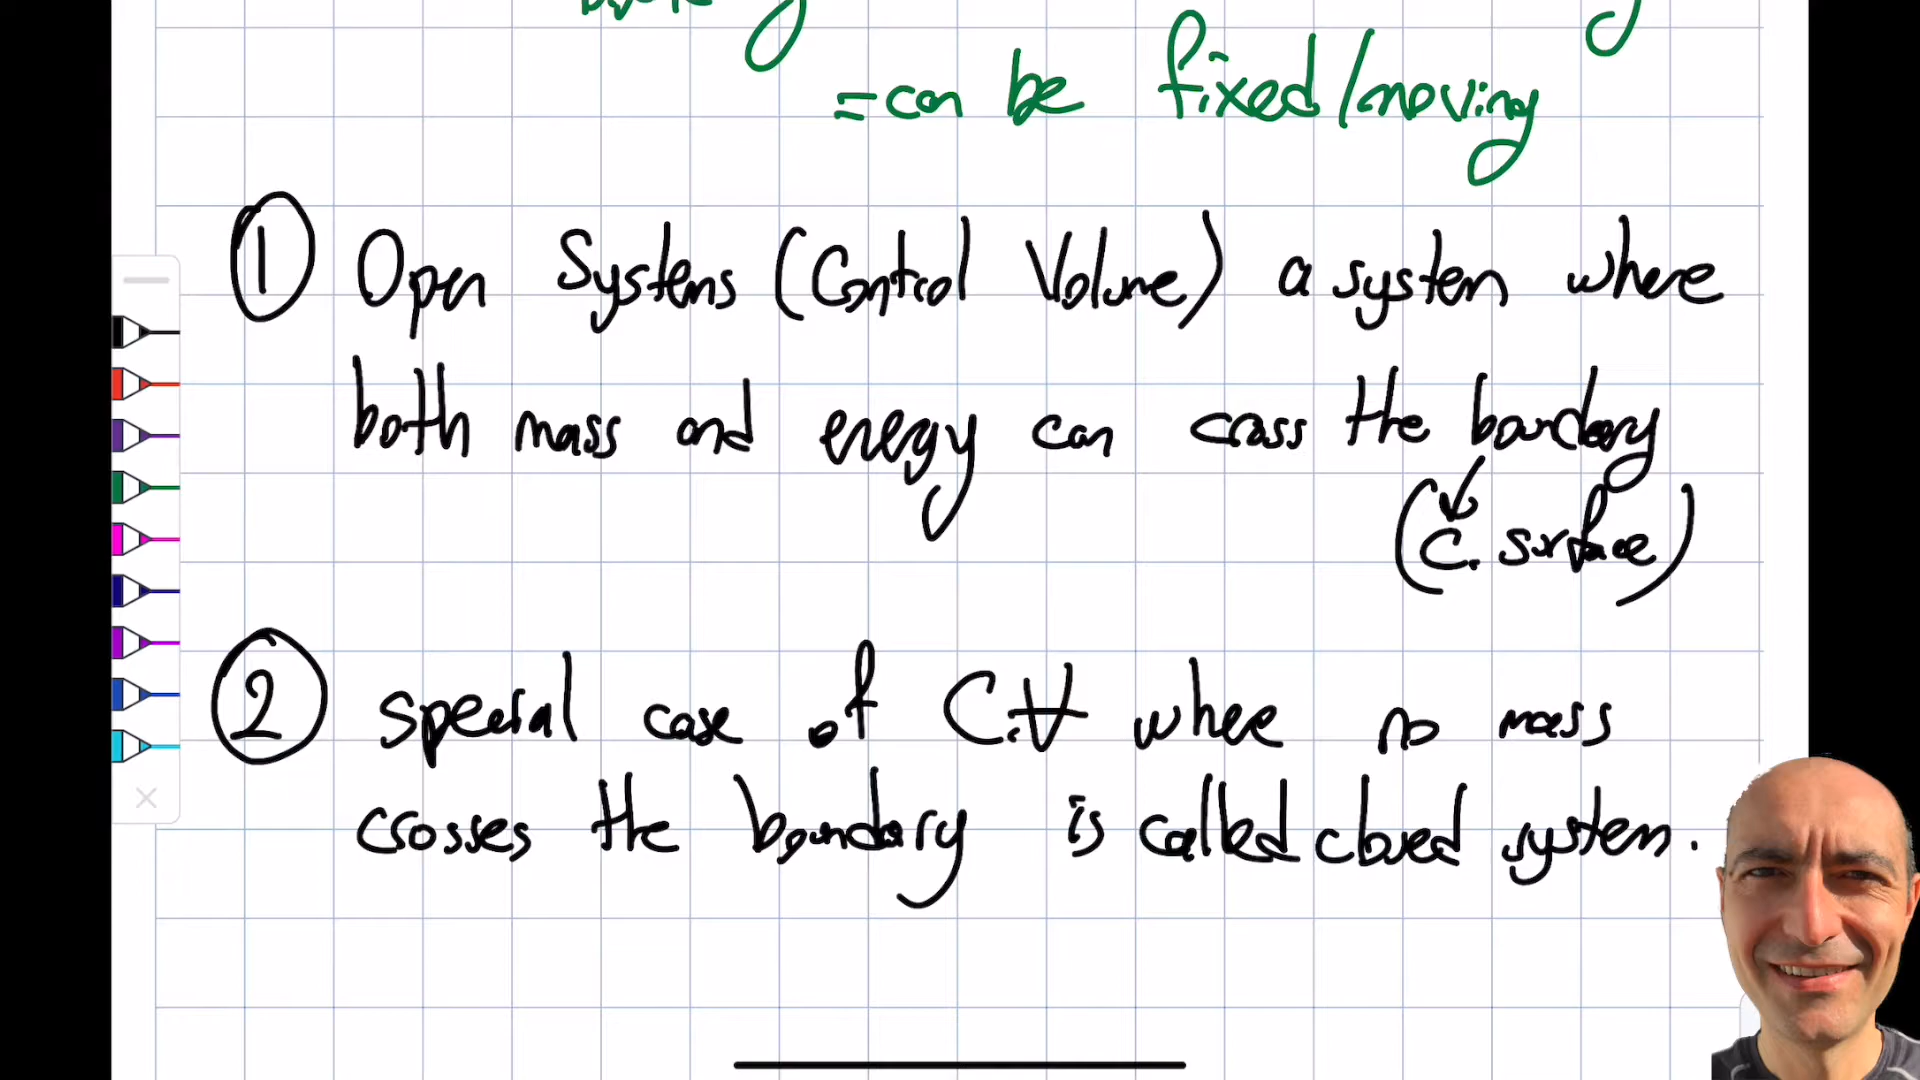 = can be fixed/moving
1 Open Systems (Control Volume) a system where
both mass and energy can cross the boundary
(C. surface)
2 special case of C.V where no mass
crosses the boundary is called closed system.